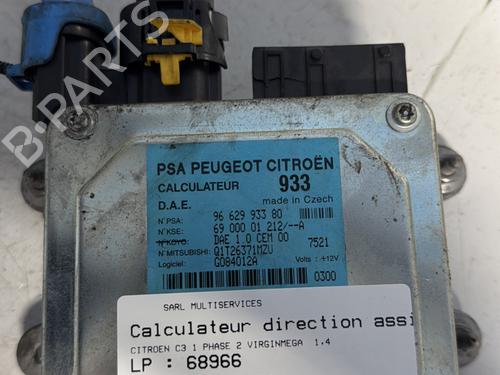 B-PARTS
PSA PEUGEOT CITROËN
CALCULATEUR 933
D.A.E. made in Czech
N°PSA: 96 629 933 80
N°KSE: 69 000 01 212/--A
N°KOYO: DAE 1.0 CEM 00
N°MITSUBISHI: Q1T26371MZU 7521
Logiciel: G084012A Volts: +12V
0300
SARL MULTISERVICES
Calculateur direction assi
CITROEN C3 1 PHASE 2 VIRGINMEGA 1,4
LP : 68966